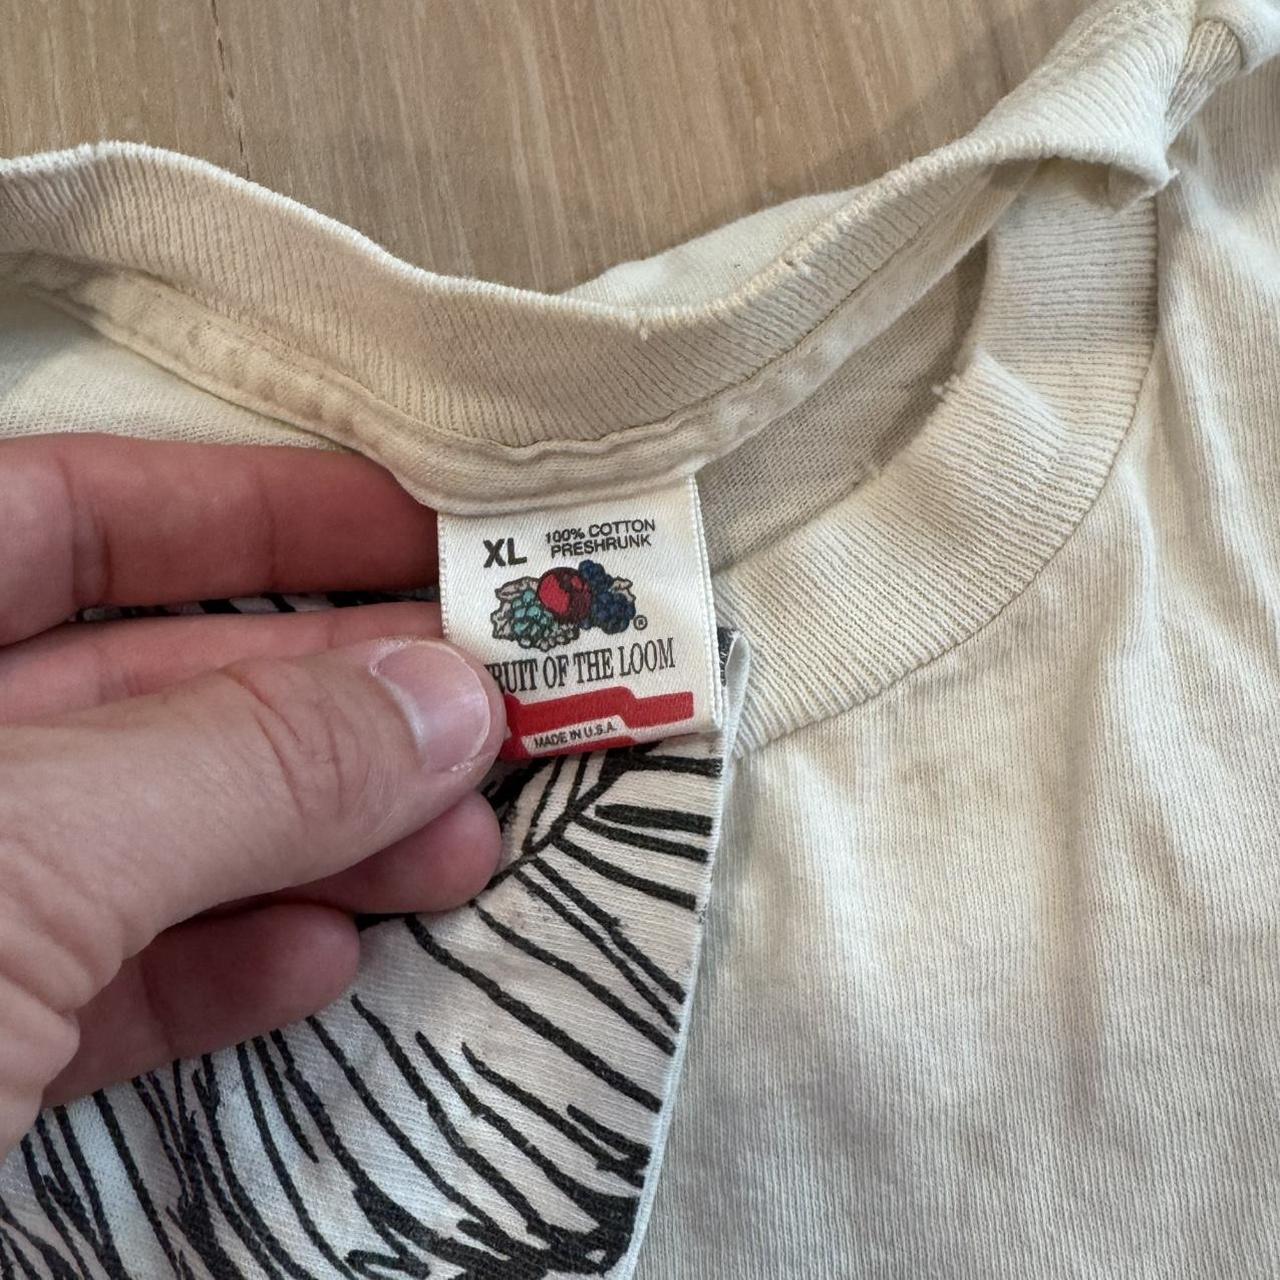 XL
100% COTTON
PRESHRUNK
®
RUIT OF THE LOOM
MADE IN U.S.A.